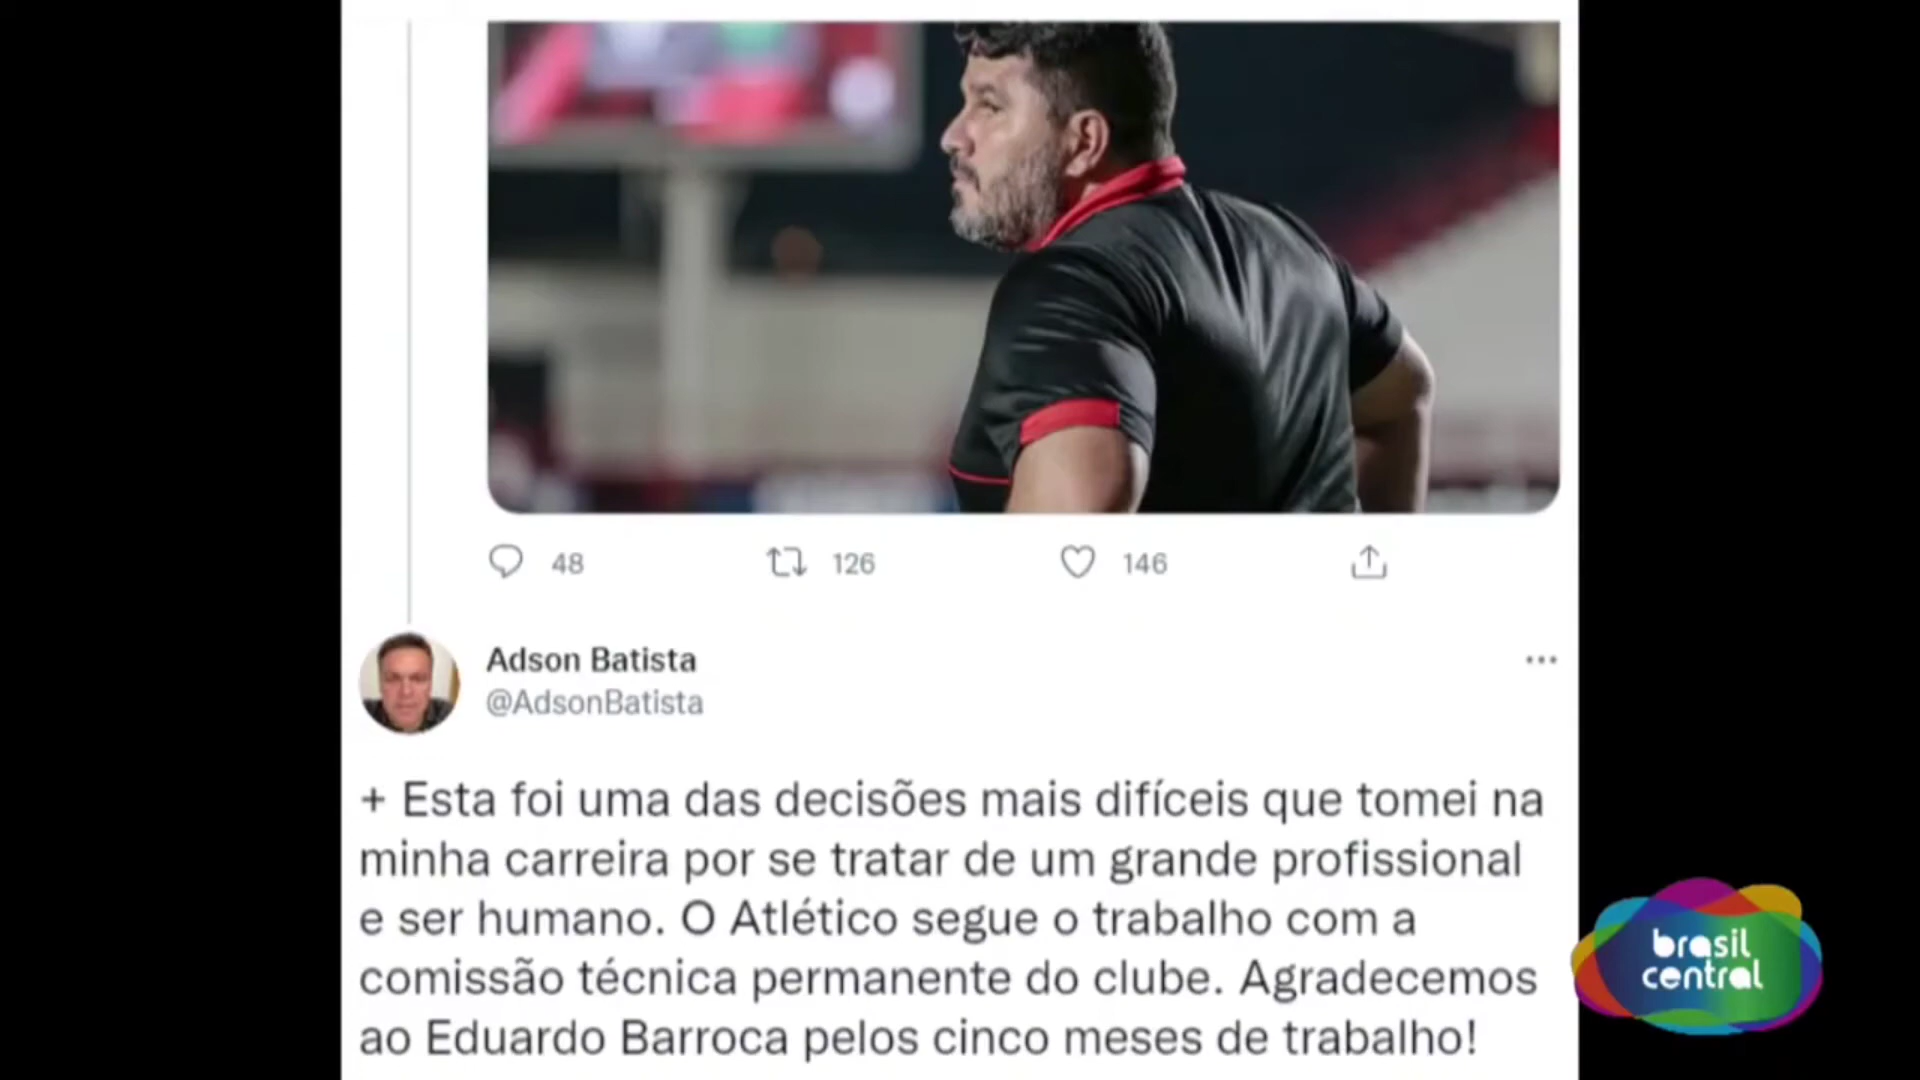 48 126 146
Adson Batista
@AdsonBatista
+ Esta foi uma das decisões mais difíceis que tomei na
minha carreira por se tratar de um grande profissional
e ser humano. O Atlético segue o trabalho com a
comissão técnica permanente do clube. Agradecemos
ao Eduardo Barroca pelos cinco meses de trabalho!
brasil
central